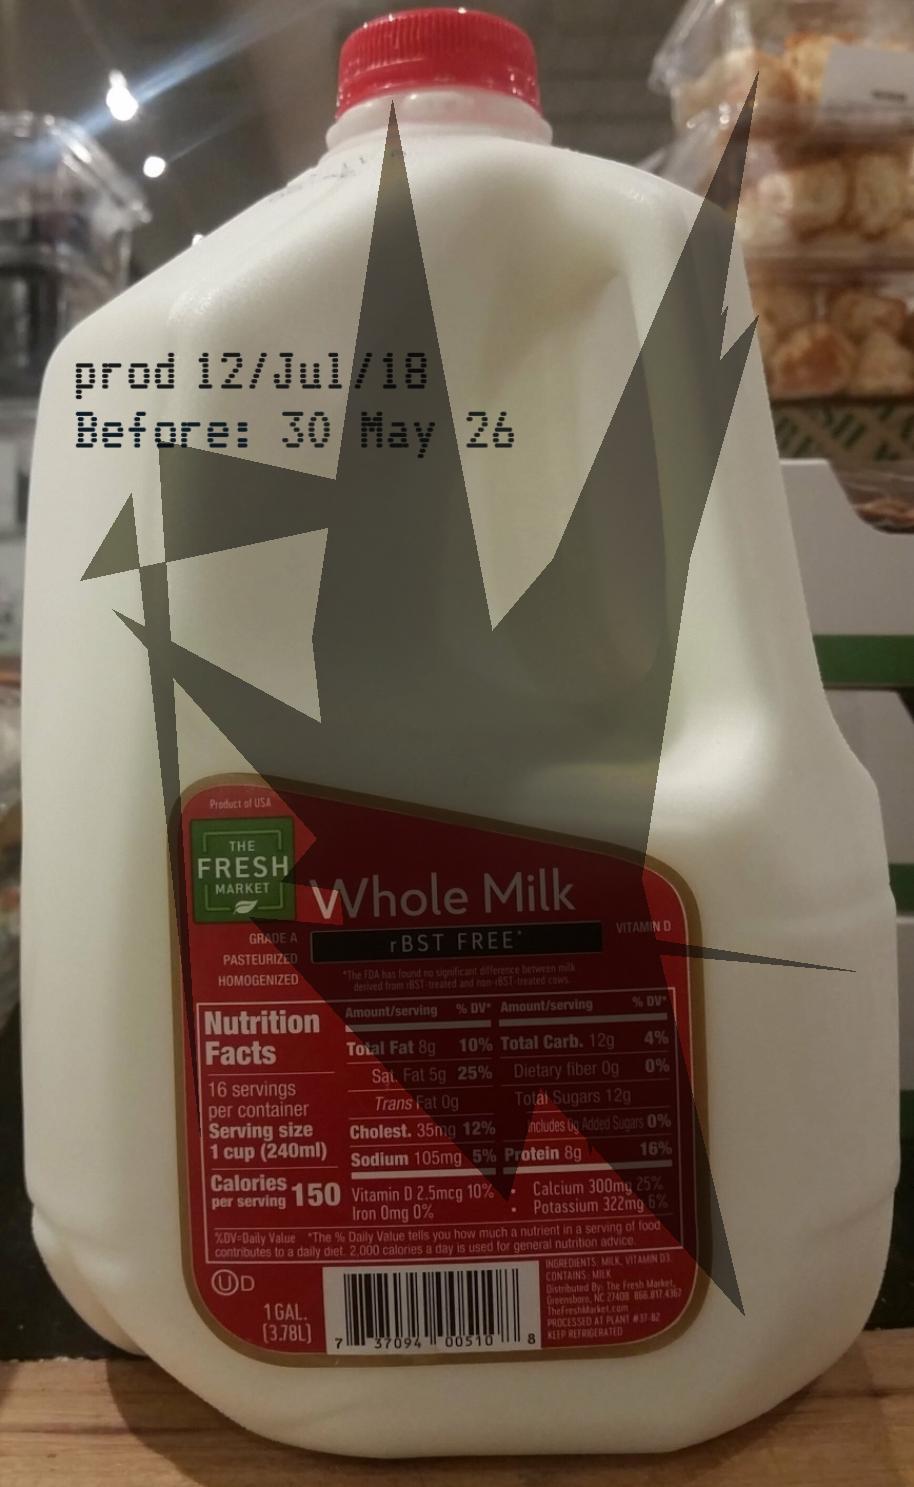 prod 12/Jul/18
Before: 30 May 26
Product of USA
THE
FRESH
MARKET
Whole Milk
rBST FREE*
VITAMIN D
GRADE A
PASTEURIZED
HOMOGENIZED
*The FDA has found no significant difference between milk
derived from rBST-treated and non-rBST-treated cows.
Nutrition
Facts
16 servings
per container
Serving size
1 cup (240ml)
Calories
per serving 150
Amount/serving % DV*
Total Fat 8g 10%
Sat. Fat 5g 25%
Trans Fat 0g
Cholest. 35mg 12%
Sodium 105mg 5%
Amount/serving % DV*
Total Carb. 12g 4%
Dietary fiber 0g 0%
Total Sugars 12g
Includes 0g Added Sugars 0%
Protein 8g 16%
Vitamin D 2.5mcg 10% • Calcium 300mg 25%
Iron 0mg 0% • Potassium 322mg 6%
%DV=Daily Value *The % Daily Value tells you how much a nutrient in a serving of food
contributes to a daily diet. 2,000 calories a day is used for general nutrition advice.
UD
1 GAL.
(3.78L)
7 37094 00510 8
INGREDIENTS: MILK, VITAMIN D3.
CONTAINS: MILK
Distributed By: The Fresh Market,
Greensboro, NC 27408 866.817.4367
TheFreshMarket.com
PROCESSED AT PLANT #37-82
KEEP REFRIGERATED